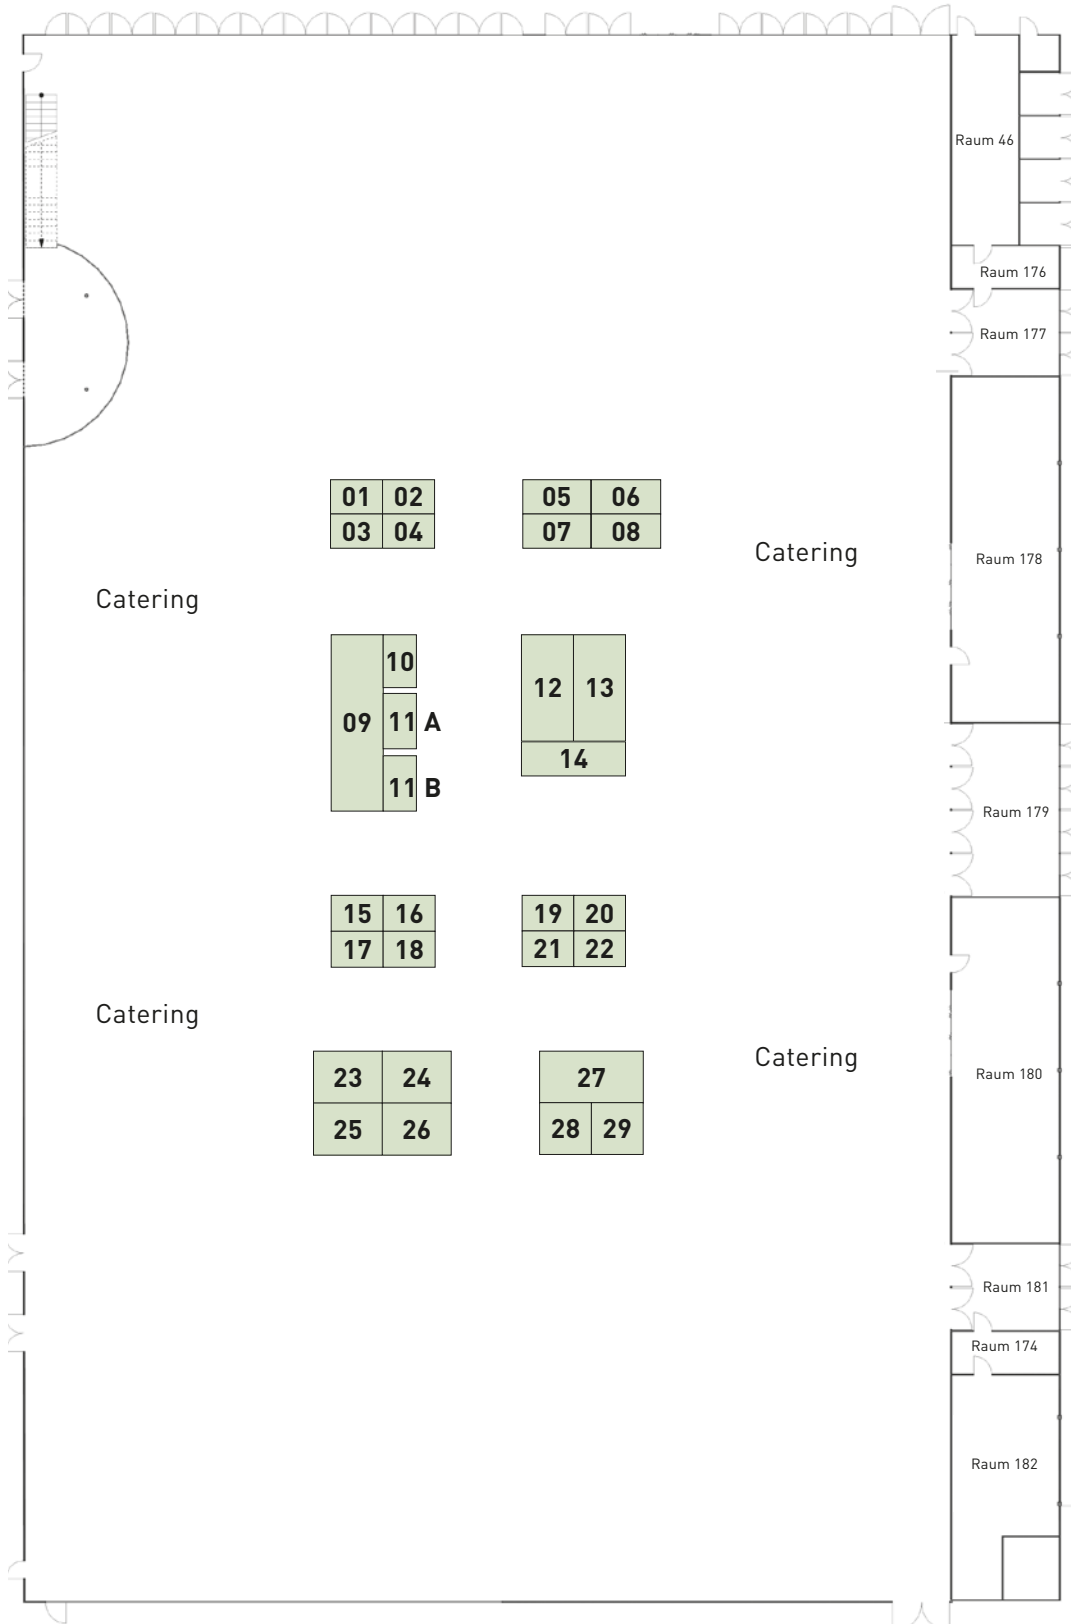 Raum 46
Raum 176
Raum 177
01 02
03 04
05 06
07 08
Catering
Raum 178
Catering
10
09
11 A
11 B
12 13
14
Raum 179
15 16
17 18
19 20
21 22
Catering
Catering
23 24
25 26
27
28 29
Raum 180
Raum 181
Raum 174
Raum 182